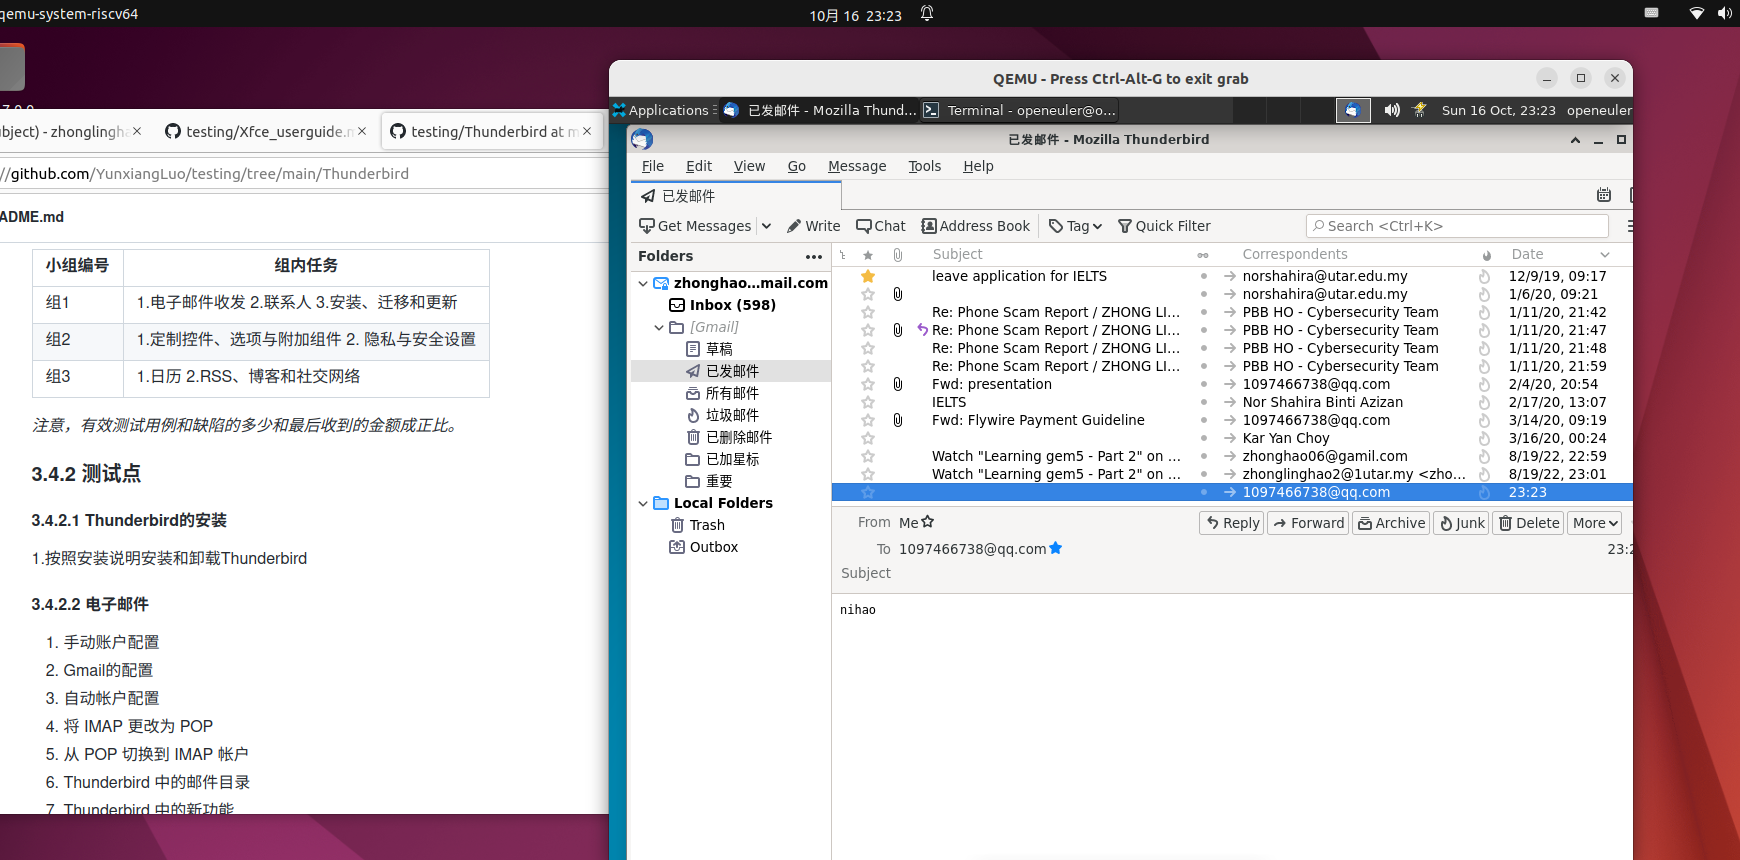 qemu-system-riscv64
10月 16 23:23
bject) - zhonglingha
testing/Xfce_userguide.m
testing/Thunderbird at m
//github.com/YunxiangLuo/testing/tree/main/Thunderbird
ADME.md
小组编号 组内任务
组1 1.电子邮件收发 2.联系人 3.安装、迁移和更新
组2 1.定制控件、选项与附加组件 2. 隐私与安全设置
组3 1.日历 2.RSS、博客和社交网络
注意，有效测试用例和缺陷的多少和最后收到的金额成正比。
3.4.2 测试点
3.4.2.1 Thunderbird的安装
1.按照安装说明安装和卸载Thunderbird
3.4.2.2 电子邮件
1. 手动账户配置
2. Gmail的配置
3. 自动帐户配置
4. 将 IMAP 更改为 POP
5. 从 POP 切换到 IMAP 帐户
6. Thunderbird 中的邮件目录
7. Thunderbird 中的新功能
QEMU - Press Ctrl-Alt-G to exit grab
Applications 已发邮件 - Mozilla Thund... Terminal - openeuler@o... Sun 16 Oct, 23:23 openeuler
已发邮件 - Mozilla Thunderbird
File Edit View Go Message Tools Help
已发邮件
Get Messages Write Chat Address Book Tag Quick Filter Search <Ctrl+K>
Folders
zhonghao...mail.com
Inbox (598)
[Gmail]
草稿
已发邮件
所有邮件
垃圾邮件
已删除邮件
已加星标
重要
Local Folders
Trash
Outbox
Subject Correspondents Date
leave application for IELTS norshahira@utar.edu.my 12/9/19, 09:17
norshahira@utar.edu.my 1/6/20, 09:21
Re: Phone Scam Report / ZHONG LI... PBB HO - Cybersecurity Team 1/11/20, 21:42
Re: Phone Scam Report / ZHONG LI... PBB HO - Cybersecurity Team 1/11/20, 21:47
Re: Phone Scam Report / ZHONG LI... PBB HO - Cybersecurity Team 1/11/20, 21:48
Re: Phone Scam Report / ZHONG LI... PBB HO - Cybersecurity Team 1/11/20, 21:59
Fwd: presentation 1097466738@qq.com 2/4/20, 20:54
IELTS Nor Shahira Binti Azizan 2/17/20, 13:07
Fwd: Flywire Payment Guideline 1097466738@qq.com 3/14/20, 09:19
Kar Yan Choy 3/16/20, 00:24
Watch "Learning gem5 - Part 2" on ... zhonghao06@gamil.com 8/19/22, 22:59
Watch "Learning gem5 - Part 2" on ... zhonglinghao2@1utar.my <zho... 8/19/22, 23:01
1097466738@qq.com 23:23
From Me Reply Forward Archive Junk Delete More
To 1097466738@qq.com 23:2
Subject
nihao